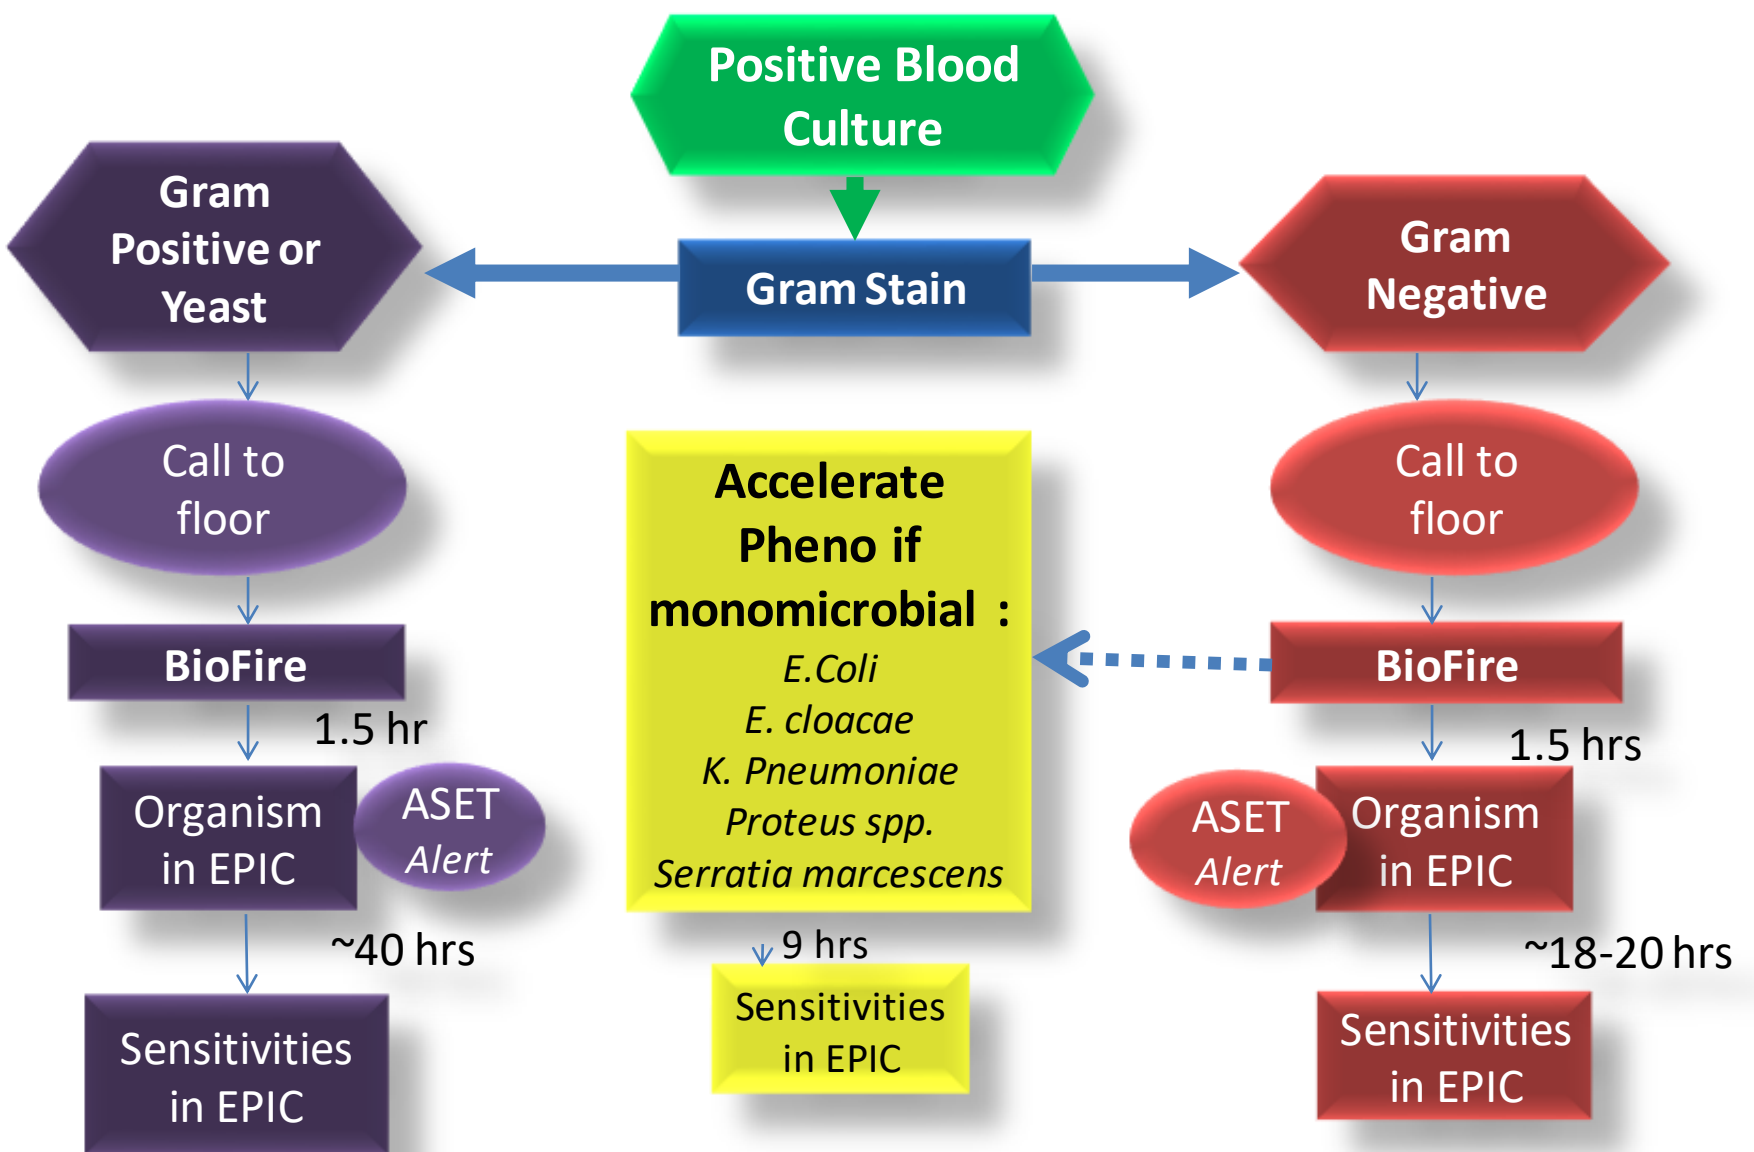 Positive Blood
Culture
Gram Stain
Gram
Positive or
Yeast
Call to
floor
BioFire
1.5 hr
Organism
in EPIC
ASET
Alert
~40 hrs
Sensitivities
in EPIC
Accelerate
Pheno if
monomicrobial :
E.Coli
E. cloacae
K. Pneumoniae
Proteus spp.
Serratia marcescens
9 hrs
Sensitivities
in EPIC
Gram
Negative
Call to
floor
BioFire
1.5 hrs
ASET
Alert
Organism
in EPIC
~18-20 hrs
Sensitivities
in EPIC